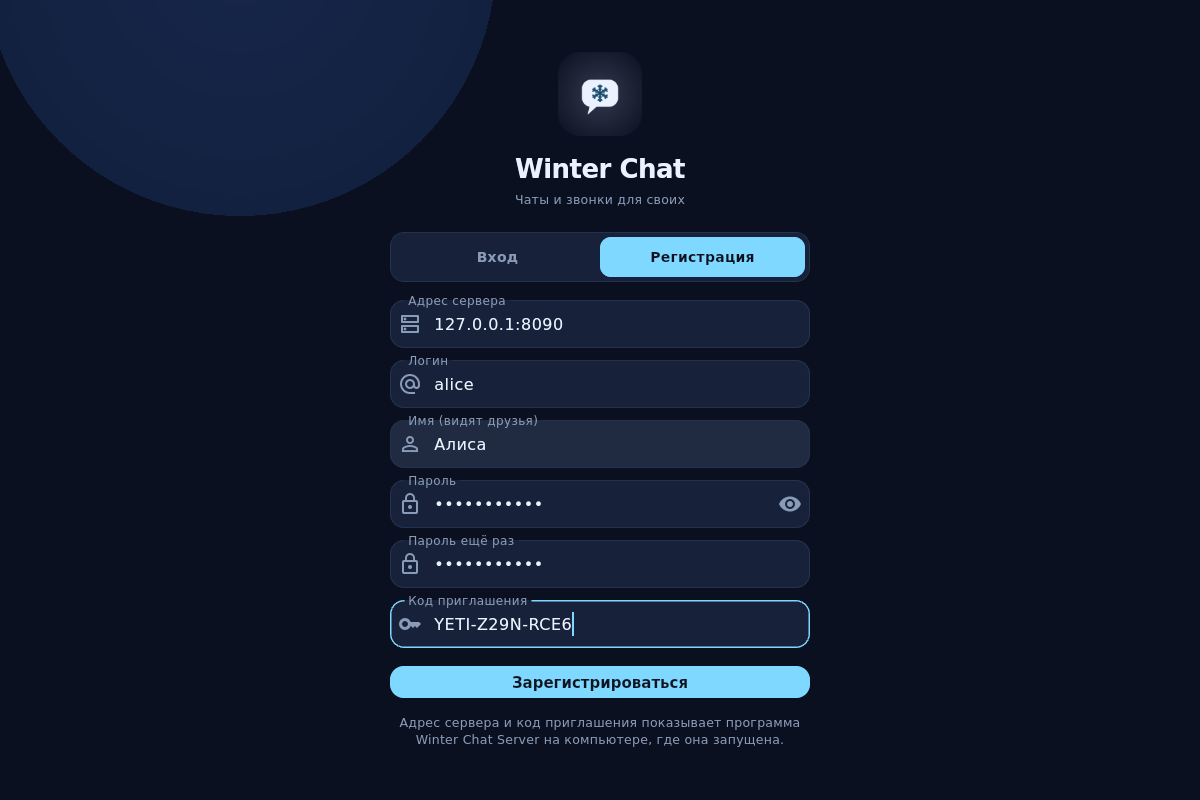 Winter Chat
Чаты и звонки для своих
Вход
Регистрация
Адрес сервера
127.0.0.1:8090
Логин
alice
Имя (видят друзья)
Алиса
Пароль
•••••••••••
Пароль ещё раз
•••••••••••
Код приглашения
YETI-Z29N-RCE6
Зарегистрироваться
Адрес сервера и код приглашения показывает программа
Winter Chat Server на компьютере, где она запущена.